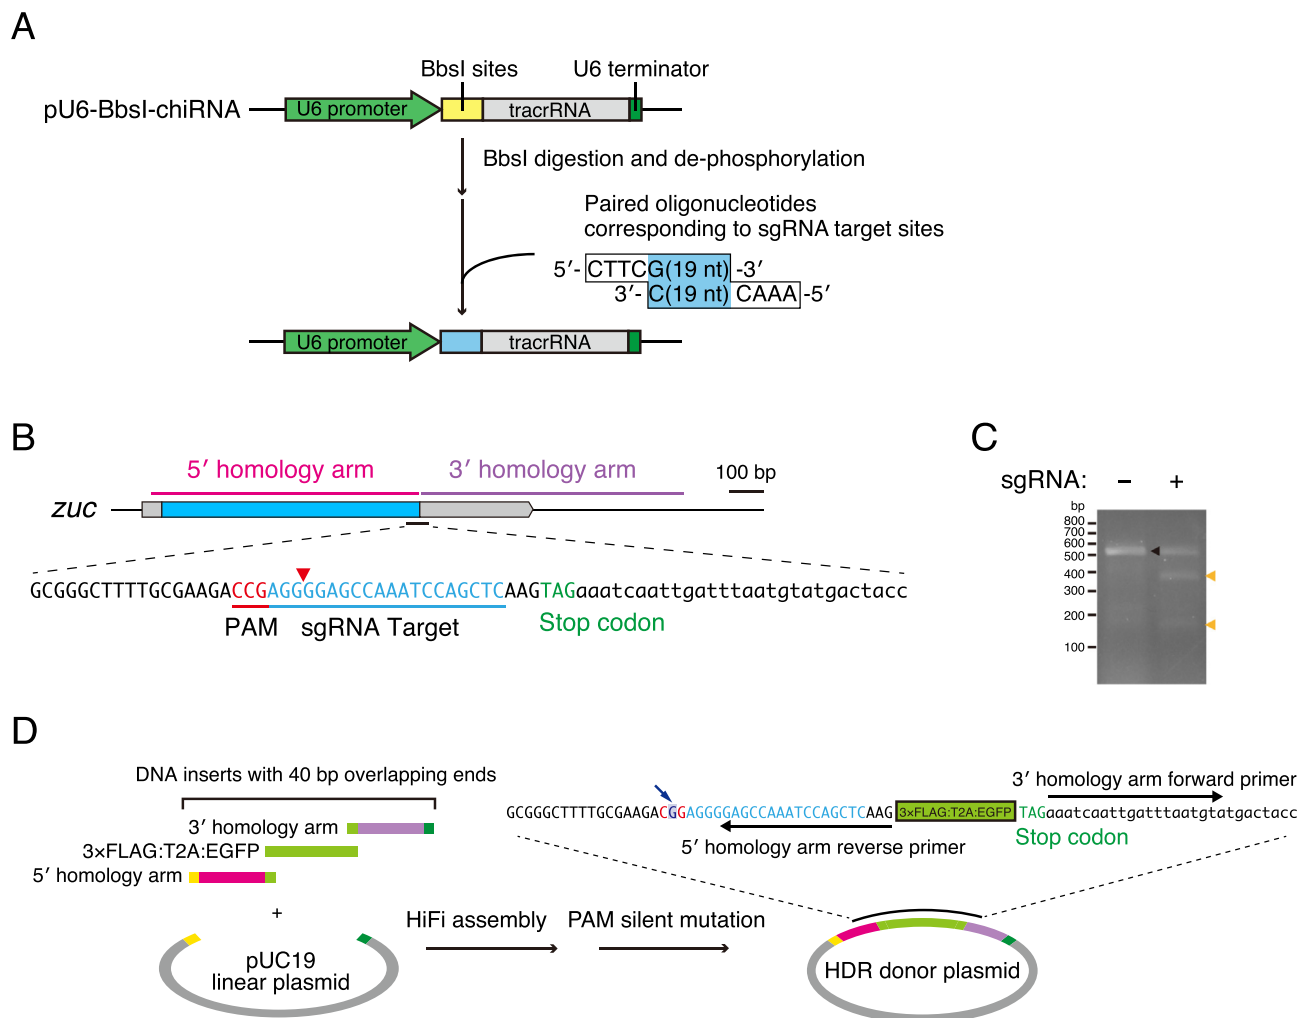 A
BbsI sites
U6 terminator
pU6-BbsI-chiRNA
U6 promoter
tracrRNA
BbsI digestion and de-phosphorylation
Paired oligonucleotides
corresponding to sgRNA target sites
5′- CTTCG(19 nt) -3′
3′- C(19 nt) CAAA -5′
U6 promoter
tracrRNA
B
5′ homology arm
3′ homology arm
100 bp
zuc
GCGGGCTTTTGCGAAGACCGAGGGGAGCCAAATCCAGCTCAAGTAGaaatcaattgatttaatgtatgactacc
PAM
sgRNA Target
Stop codon
C
sgRNA: – +
bp
800
700
600
500
400
300
200
100
D
DNA inserts with 40 bp overlapping ends
3′ homology arm
3×FLAG:T2A:EGFP
5′ homology arm
+
pUC19
linear plasmid
HiFi assembly
PAM silent mutation
3′ homology arm forward primer
GCGGGCTTTTGCGAAGACGGAGGGGAGCCAAATCCAGCTCAAG 3×FLAG:T2A:EGFP TAGaaatcaattgatttaatgtatgactacc
5′ homology arm reverse primer
Stop codon
HDR donor plasmid